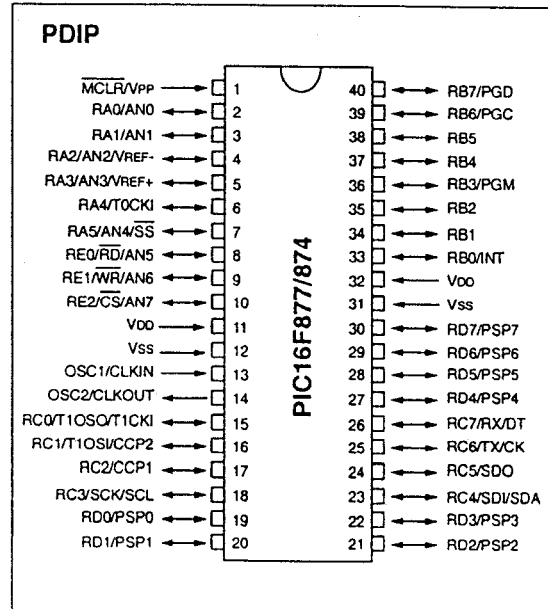 PDIP
MCLR/VPP 1
RA0/AN0 2
RA1/AN1 3
RA2/AN2/VREF- 4
RA3/AN3/VREF+ 5
RA4/T0CKI 6
RA5/AN4/SS 7
RE0/RD/AN5 8
RE1/WR/AN6 9
RE2/CS/AN7 10
VDD 11
VSS 12
OSC1/CLKIN 13
OSC2/CLKOUT 14
RC0/T1OSO/T1CKI 15
RC1/T1OSI/CCP2 16
RC2/CCP1 17
RC3/SCK/SCL 18
RD0/PSP0 19
RD1/PSP1 20
PIC16F877/874
40 RB7/PGD
39 RB6/PGC
38 RB5
37 RB4
36 RB3/PGM
35 RB2
34 RB1
33 RB0/INT
32 VDD
31 VSS
30 RD7/PSP7
29 RD6/PSP6
28 RD5/PSP5
27 RD4/PSP4
26 RC7/RX/DT
25 RC6/TX/CK
24 RC5/SDO
23 RC4/SDI/SDA
22 RD3/PSP3
21 RD2/PSP2